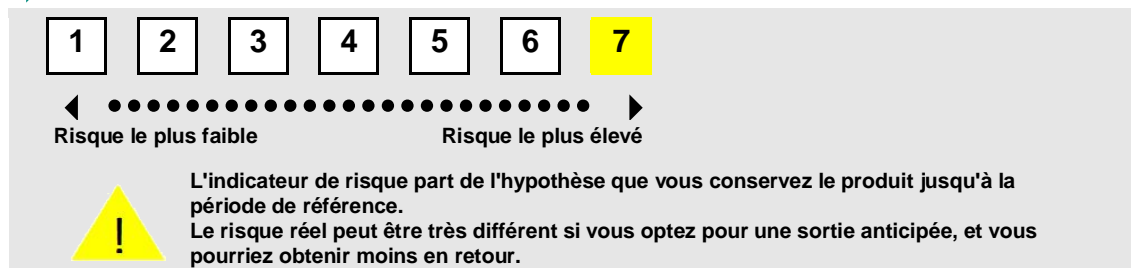 1 2 3 4 5 6 7
Risque le plus faible Risque le plus élevé
L'indicateur de risque part de l'hypothèse que vous conservez le produit jusqu'à la
période de référence.
! Le risque réel peut être très différent si vous optez pour une sortie anticipée, et vous
pourriez obtenir moins en retour.